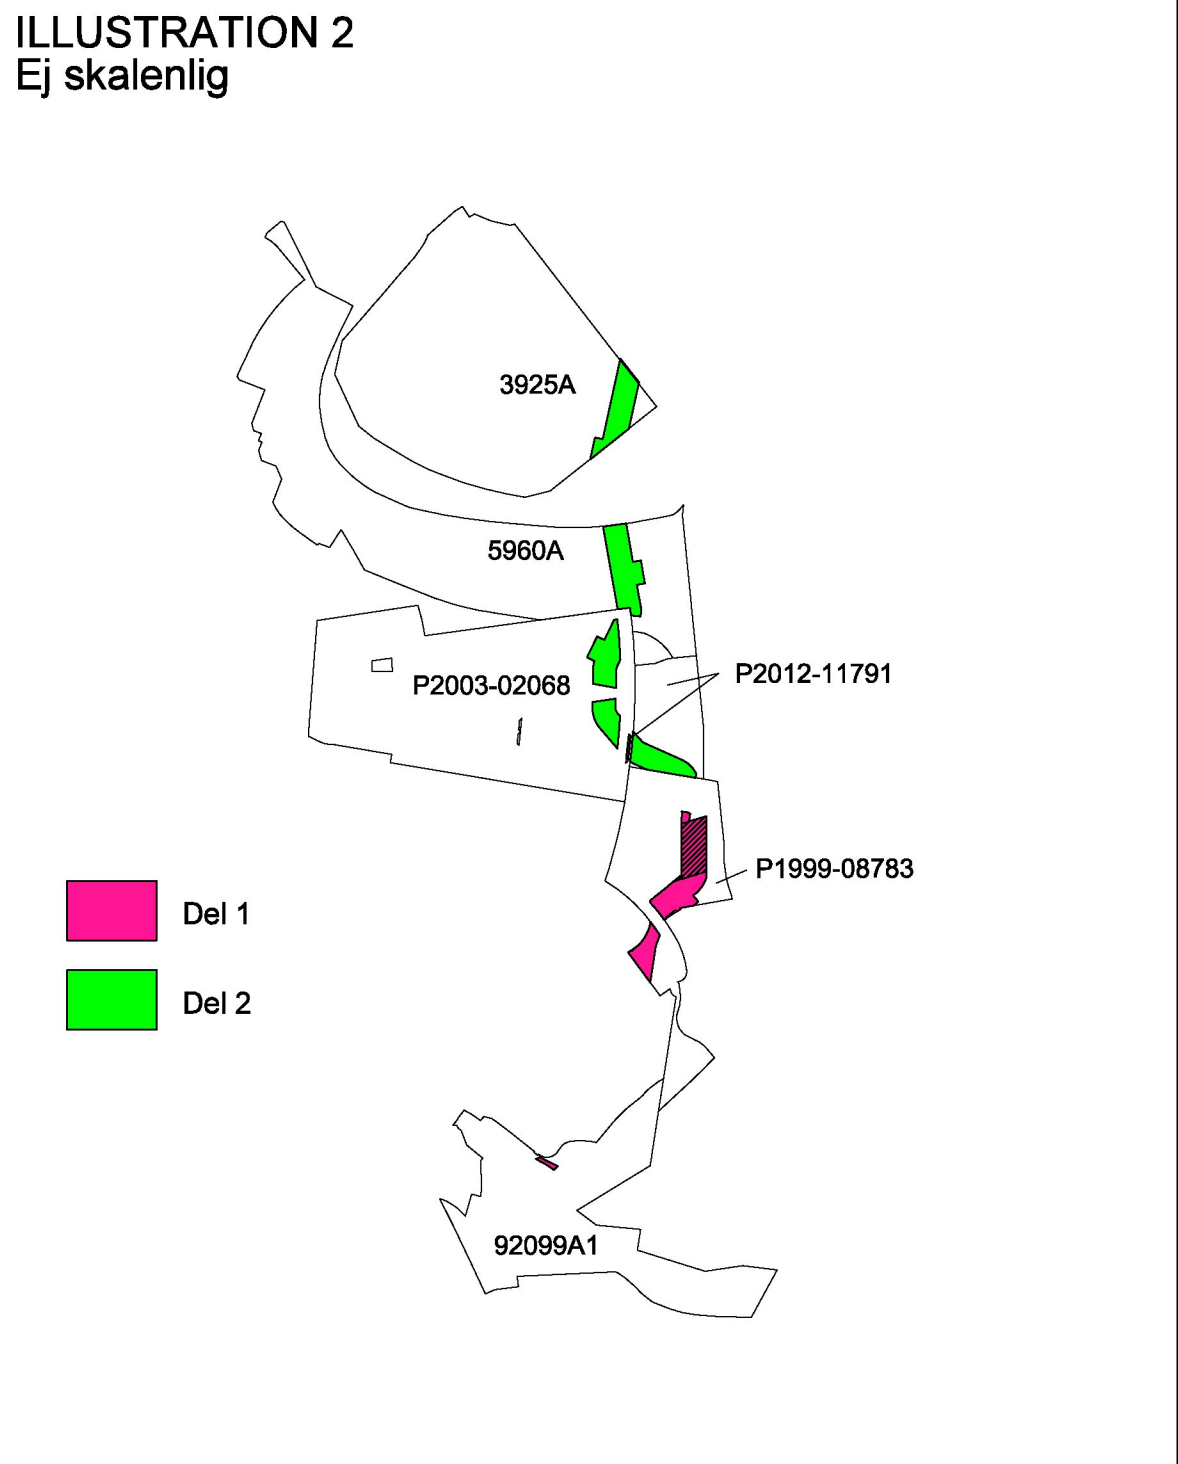 ILLUSTRATION 2
Ej skalenlig
3925A
5960A
P2003-02068
P2012-11791
P1999-08783
Del 1
Del 2
92099A1